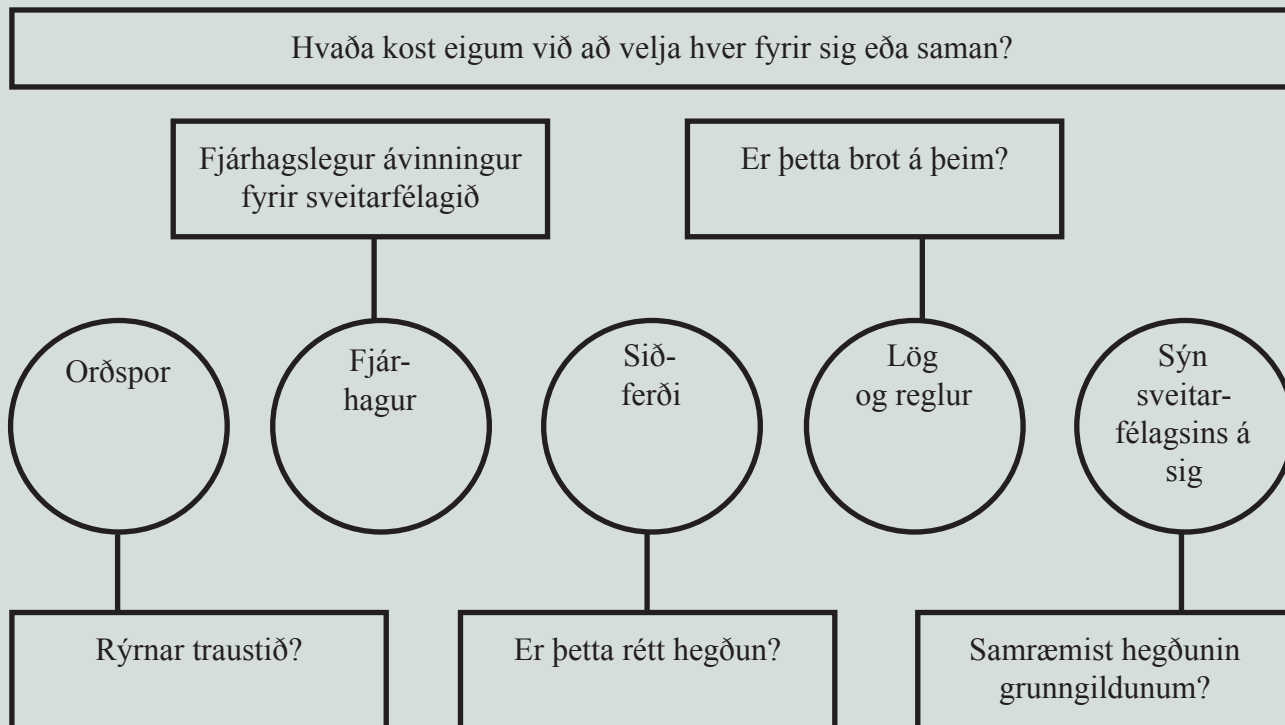 Hvaða kost eigum við að velja hver fyrir sig eða saman?
Fjárhagslegur ávinningur
fyrir sveitarfélagið
Er þetta brot á þeim?
Orðspor
Fjár-
hagur
Sið-
ferði
Lög
og reglur
Sýn
sveitar-
félagsins á
sig
Rýrnar traustið?
Er þetta rétt hegðun?
Samræmist hegðunin
grunngildunum?